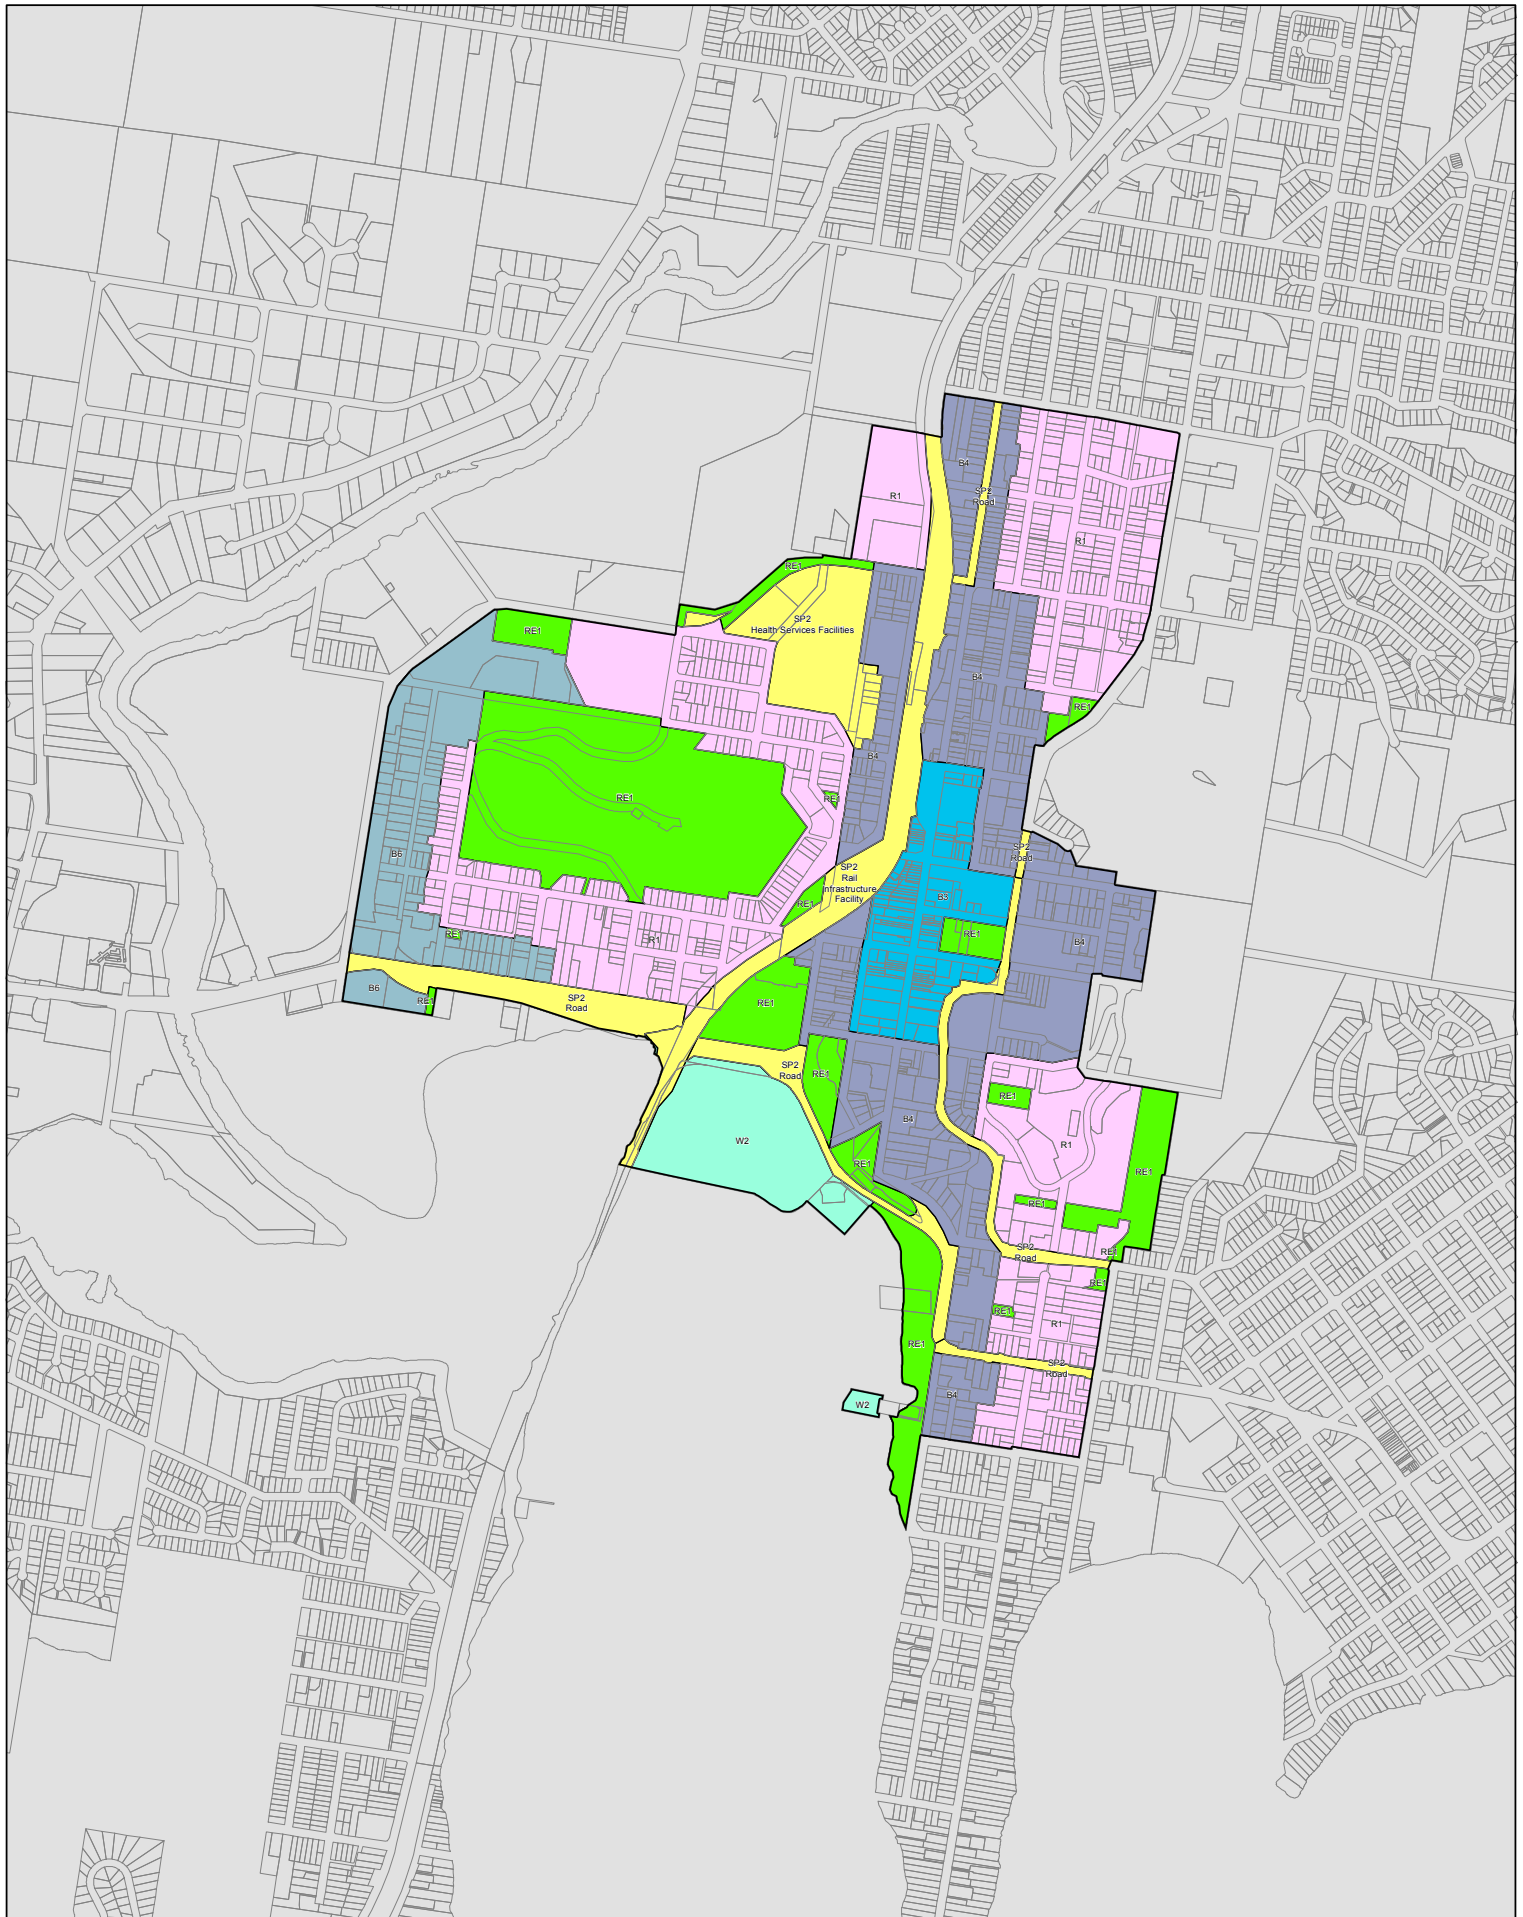 B4
R1
SP2
Road
R1
RE1
SP2
Health Services Facilities
RE1
B4
RE1
B4
RE1
RE1
B6
SP2
Road
SP2
Rail
Infrastructure
Facility
B3
RE1
RE1
RE1
R1
B4
B6
RE1
SP2
Road
RE1
SP2
Road
RE1
RE1
B4
W2
R1
RE1
RE1
RE1
SP2
Road
RE1
RE1
RE1
R1
RE1
SP2
Road
B4
W2